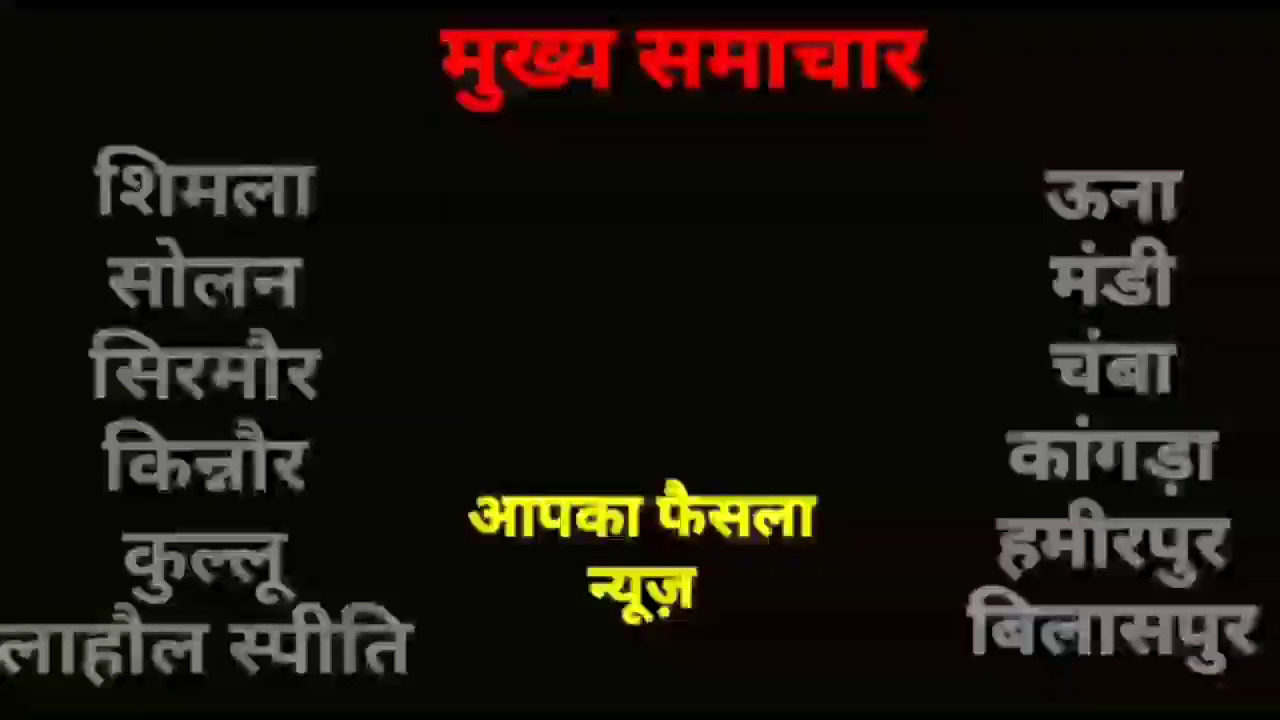 मुख्य समाचार
शिमला
सोलन
सिरमौर
किन्नौर
कुल्लू
लाहौल स्पीति
आपका फैसला
न्यूज़
ऊना
मंडी
चंबा
कांगड़ा
हमीरपुर
बिलासपुर